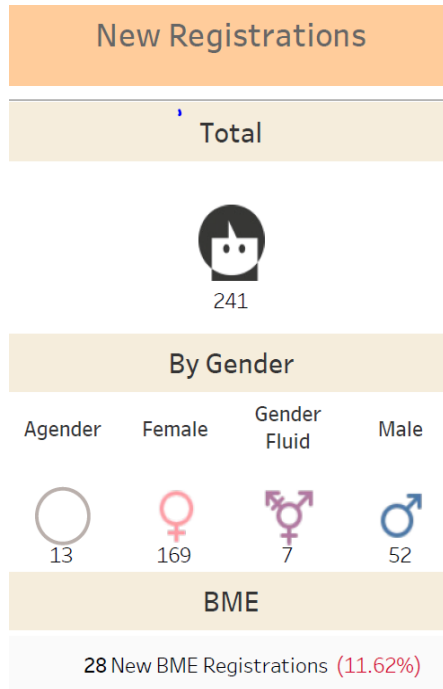 New Registrations
Total
241
By Gender
Agender Female Gender Fluid Male
13 169 7 52
BME
28 New BME Registrations (11.62%)